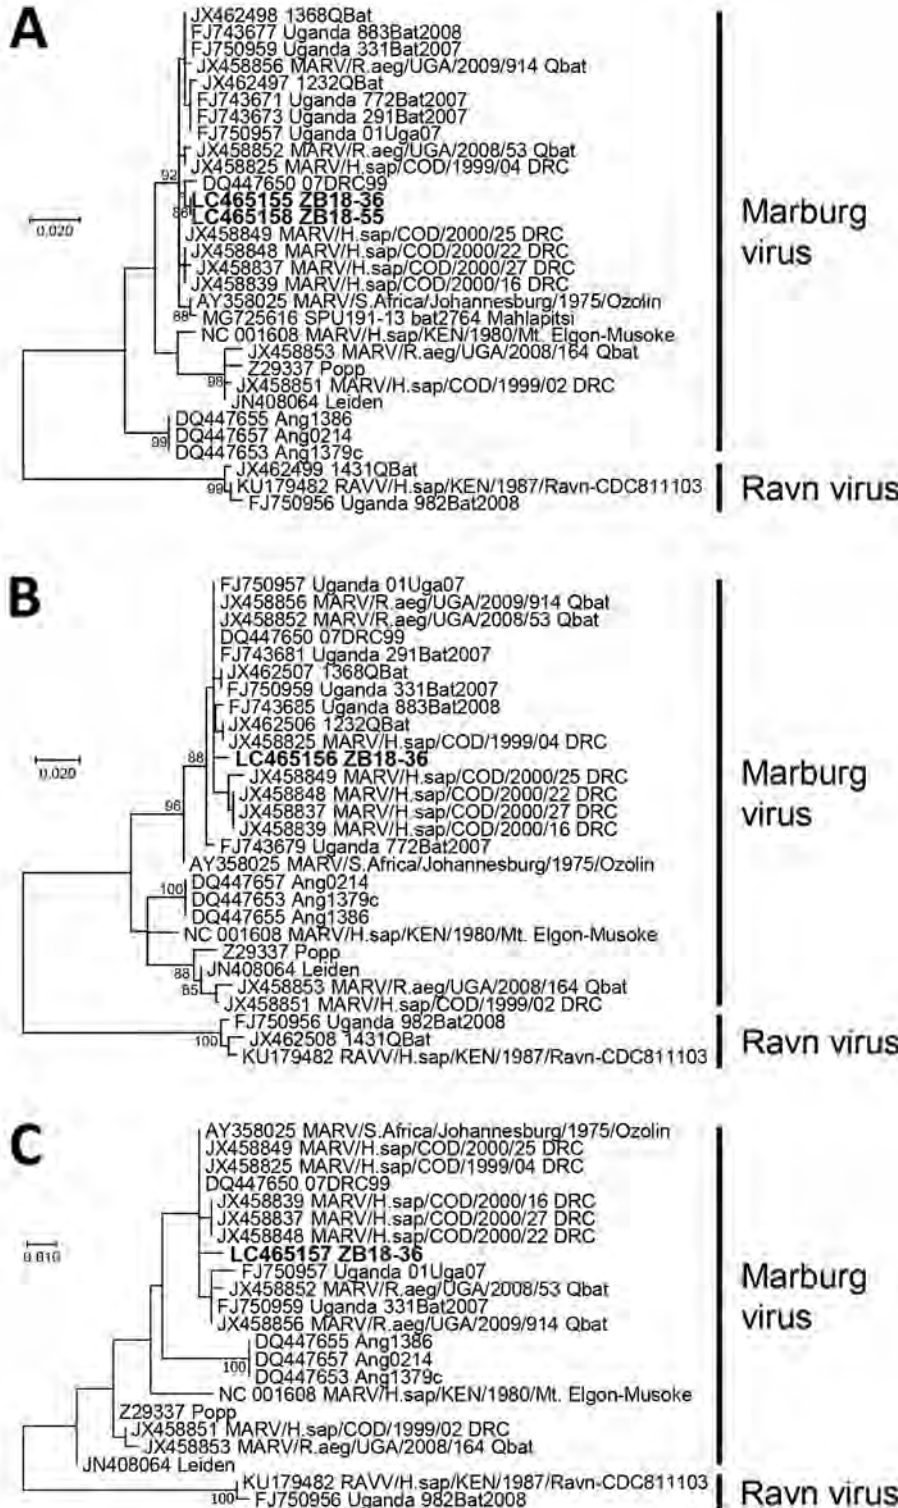 A
JX462498 1368QBat
FJ743677 Uganda 883Bat2008
FJ750959 Uganda 331Bat2007
JX458856 MARV/R.aeg/UGA/2009/914 Qbat
JX462497 1232QBat
FJ743671 Uganda 772Bat2007
FJ743673 Uganda 291Bat2007
FJ750957 Uganda 01Uga07
JX458852 MARV/R.aeg/UGA/2008/53 Qbat
JX458825 MARV/H.sap/COD/1999/04 DRC
92
DQ447650 07DRC99
LC465155 ZB18-36
86
LC465158 ZB18-55
0.020
Marburg
virus
JX458849 MARV/H.sap/COD/2000/25 DRC
JX458848 MARV/H.sap/COD/2000/22 DRC
JX458837 MARV/H.sap/COD/2000/27 DRC
JX458839 MARV/H.sap/COD/2000/16 DRC
AY358025 MARV/S.Africa/Johannesburg/1975/Ozolin
88
MG725616 SPU191-13 bat2764 Mahlapitsi
NC 001608 MARV/H.sap/KEN/1980/Mt. Elgon-Musoke
JX458853 MARV/R.aeg/UGA/2008/164 Qbat
Z29337 Popp
98
JX458851 MARV/H.sap/COD/1999/02 DRC
JN408064 Leiden
DQ447655 Ang1386
DQ447657 Ang0214
99
DQ447653 Ang1379c
JX462499 1431QBat
99
KU179482 RAVV/H.sap/KEN/1987/Ravn-CDC811103
FJ750956 Uganda 982Bat2008
Ravn virus
B
FJ750957 Uganda 01Uga07
JX458856 MARV/R.aeg/UGA/2009/914 Qbat
JX458852 MARV/R.aeg/UGA/2008/53 Qbat
DQ447650 07DRC99
FJ743681 Uganda 291Bat2007
JX462507 1368QBat
FJ750959 Uganda 331Bat2007
FJ743685 Uganda 883Bat2008
JX462506 1232QBat
JX458825 MARV/H.sap/COD/1999/04 DRC
88
LC465156 ZB18-36
0.020
Marburg
virus
JX458849 MARV/H.sap/COD/2000/25 DRC
JX458848 MARV/H.sap/COD/2000/22 DRC
96
JX458837 MARV/H.sap/COD/2000/27 DRC
JX458839 MARV/H.sap/COD/2000/16 DRC
FJ743679 Uganda 772Bat2007
AY358025 MARV/S.Africa/Johannesburg/1975/Ozolin
DQ447657 Ang0214
100
DQ447653 Ang1379c
DQ447655 Ang1386
NC 001608 MARV/H.sap/KEN/1980/Mt. Elgon-Musoke
Z29337 Popp
88
JN408064 Leiden
85
JX458853 MARV/R.aeg/UGA/2008/164 Qbat
JX458851 MARV/H.sap/COD/1999/02 DRC
FJ750956 Uganda 982Bat2008
100
JX462508 1431QBat
KU179482 RAVV/H.sap/KEN/1987/Ravn-CDC811103
Ravn virus
C
AY358025 MARV/S.Africa/Johannesburg/1975/Ozolin
JX458849 MARV/H.sap/COD/2000/25 DRC
JX458825 MARV/H.sap/COD/1999/04 DRC
DQ447650 07DRC99
JX458839 MARV/H.sap/COD/2000/16 DRC
JX458837 MARV/H.sap/COD/2000/27 DRC
JX458848 MARV/H.sap/COD/2000/22 DRC
LC465157 ZB18-36
0.010
Marburg
virus
FJ750957 Uganda 01Uga07
JX458852 MARV/R.aeg/UGA/2008/53 Qbat
FJ750959 Uganda 331Bat2007
JX458856 MARV/R.aeg/UGA/2009/914 Qbat
DQ447655 Ang1386
100
DQ447657 Ang0214
DQ447653 Ang1379c
NC 001608 MARV/H.sap/KEN/1980/Mt. Elgon-Musoke
Z29337 Popp
JX458851 MARV/H.sap/COD/1999/02 DRC
JX458853 MARV/R.aeg/UGA/2008/164 Qbat
JN408064 Leiden
KU179482 RAVV/H.sap/KEN/1987/Ravn-CDC811103
100
FJ750956 Uganda 982Bat2008
Ravn virus